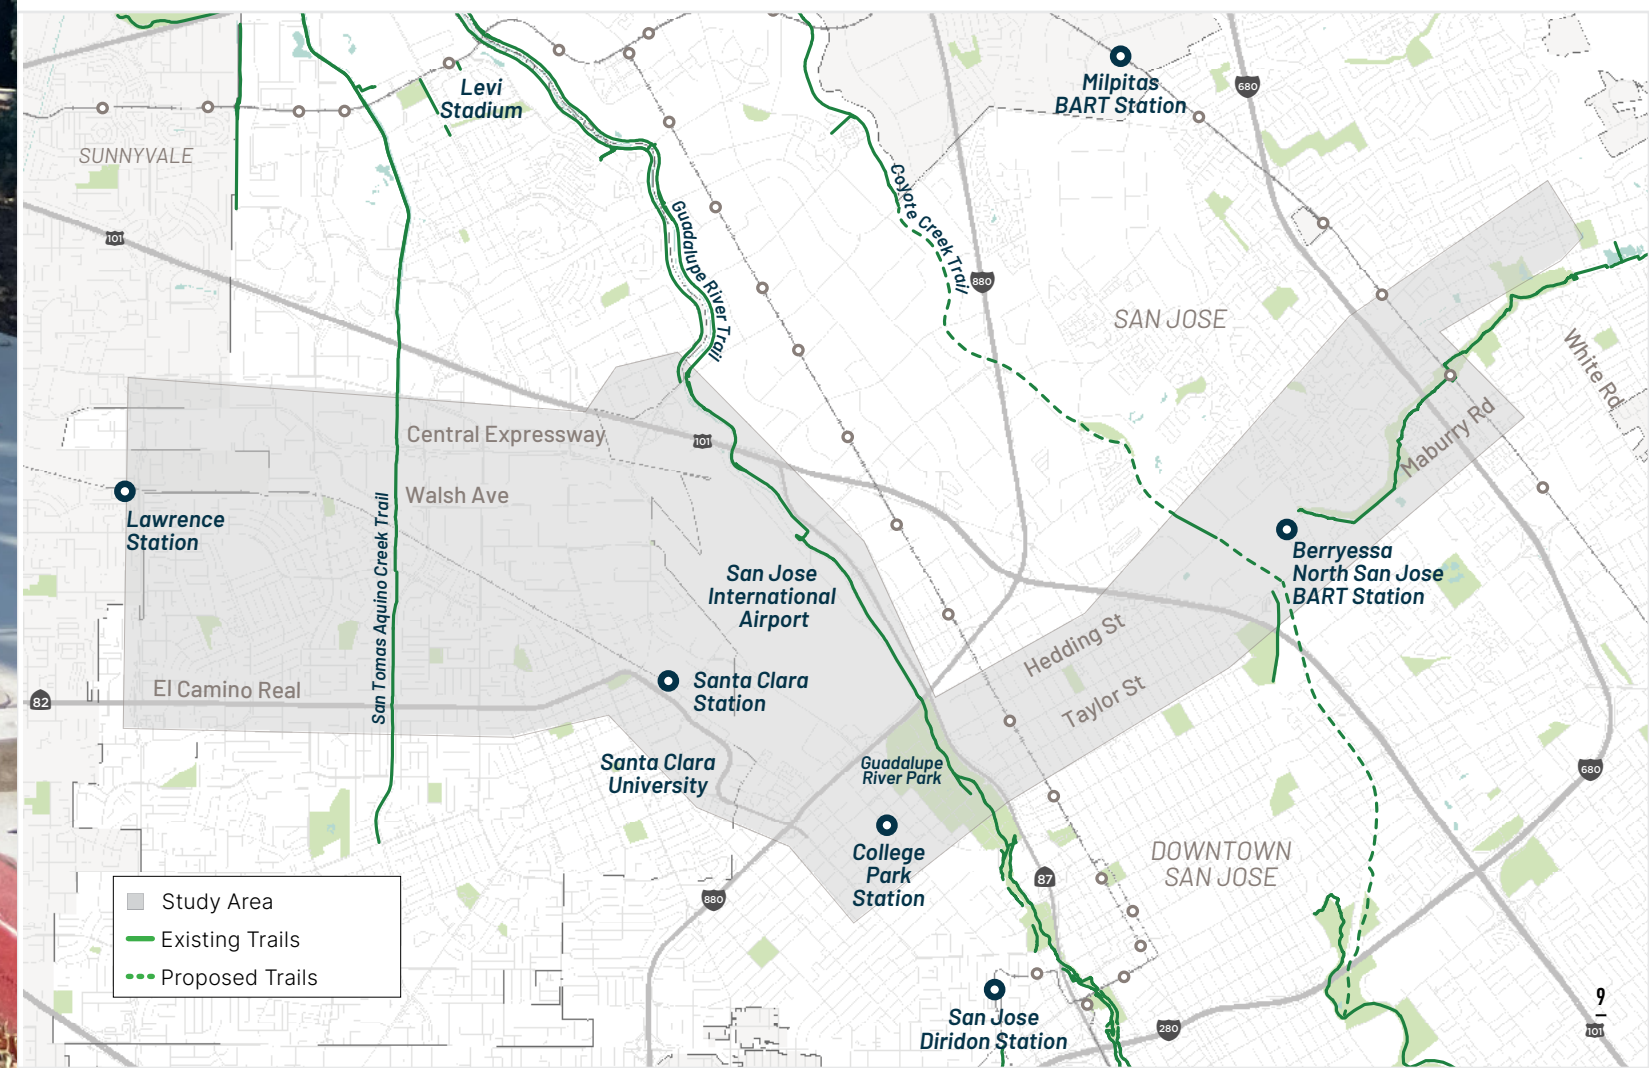 Levi
Stadium
Milpitas
BART Station
680
SUNNYVALE
101
Coyote Creek Trail
Guadalupe River Trail
880
SAN JOSE
White Rd
Central Expressway
101
Maburry Rd
Walsh Ave
Lawrence
Station
San Tomas Aquino Creek Trail
San Jose
International
Airport
Berryessa
North San Jose
BART Station
Hedding St
Taylor St
El Camino Real
82
Santa Clara
Station
Santa Clara
University
Guadalupe
River Park
680
College
Park
Station
DOWNTOWN
SAN JOSE
87
880
Study Area
Existing Trails
Proposed Trails
San Jose
Diridon Station
280
9
101